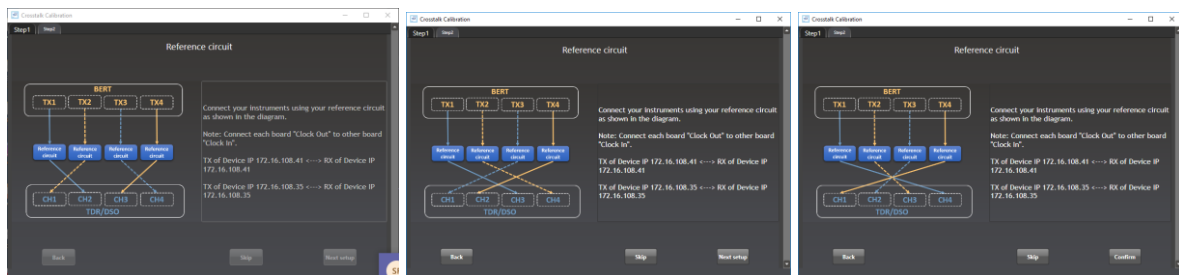 Crosstalk Calibration
Step1 Step2
Reference circuit
BERT
TX1 TX2 TX3 TX4
Reference circuit Reference circuit Reference circuit Reference circuit
CH1 CH2 CH3 CH4
TDR/DSO
Connect your instruments using your reference circuit
as shown in the diagram.
Note: Connect each board "Clock Out" to other board
"Clock In".
TX of Device IP 172.16.108.41 <---> RX of Device IP
172.16.108.41
TX of Device IP 172.16.108.35 <---> RX of Device IP
172.16.108.35
Back Skip Next setup
SI
Crosstalk Calibration
Step1 Step2
Reference circuit
BERT
TX1 TX2 TX3 TX4
Reference circuit Reference circuit Reference circuit Reference circuit
CH1 CH2 CH3 CH4
TDR/DSO
Connect your instruments using your reference circuit
as shown in the diagram.
Note: Connect each board "Clock Out" to other board
"Clock In".
TX of Device IP 172.16.108.41 <---> RX of Device IP
172.16.108.41
TX of Device IP 172.16.108.35 <---> RX of Device IP
172.16.108.35
Back Skip Next setup
Crosstalk Calibration
Step1 Step2
Reference circuit
BERT
TX1 TX2 TX3 TX4
Reference circuit Reference circuit Reference circuit Reference circuit
CH1 CH2 CH3 CH4
TDR/DSO
Connect your instruments using your reference circuit
as shown in the diagram.
Note: Connect each board "Clock Out" to other board
"Clock In".
TX of Device IP 172.16.108.41 <---> RX of Device IP
172.16.108.41
TX of Device IP 172.16.108.35 <---> RX of Device IP
172.16.108.35
Back Skip Confirm